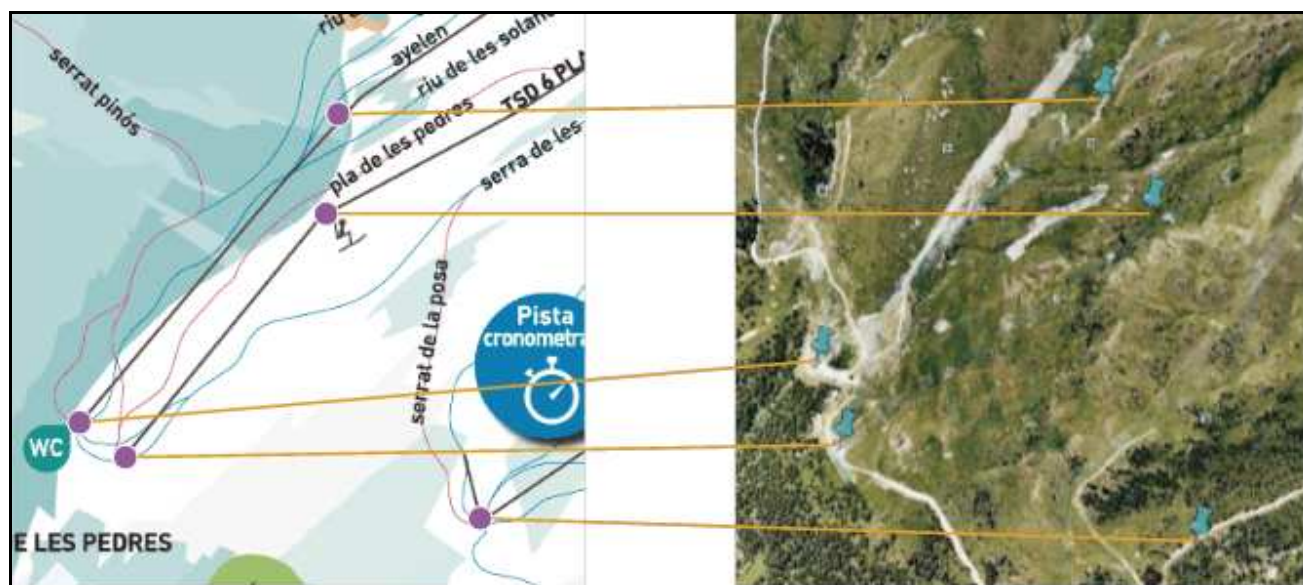 riu de les solan
ayelen
riu de les solan
TSD 6 PLA
serrat pinós
pla de les pedres
serra de les
serrat de la posa
Pista
cronometra
WC
E LES PEDRES